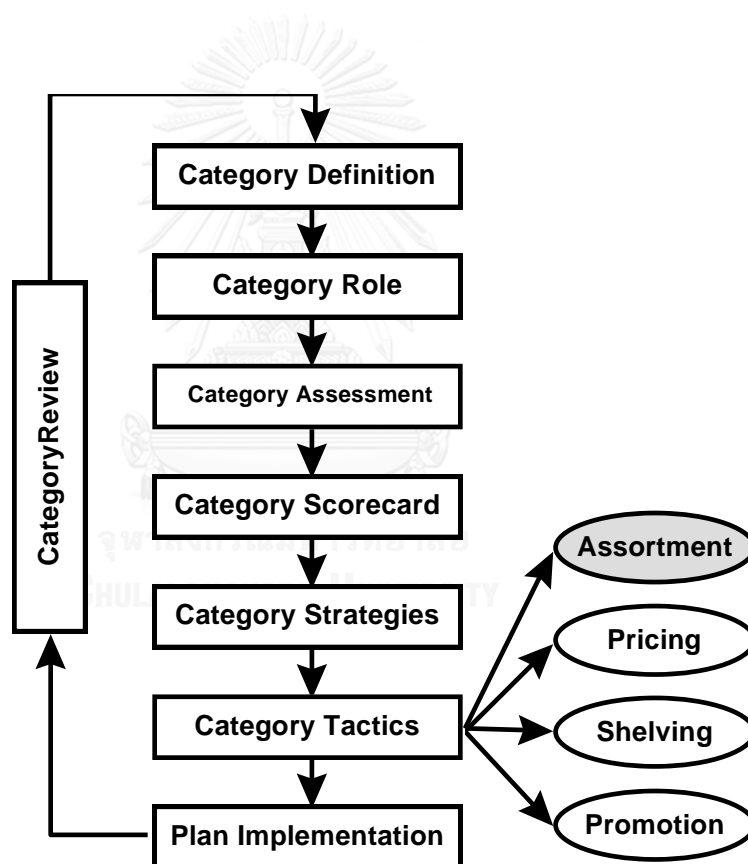 Category Definition
Category Role
Category Assessment
Category Scorecard
Category Strategies
Category Tactics
Plan Implementation
CategoryReview
Assortment
Pricing
Shelving
Promotion